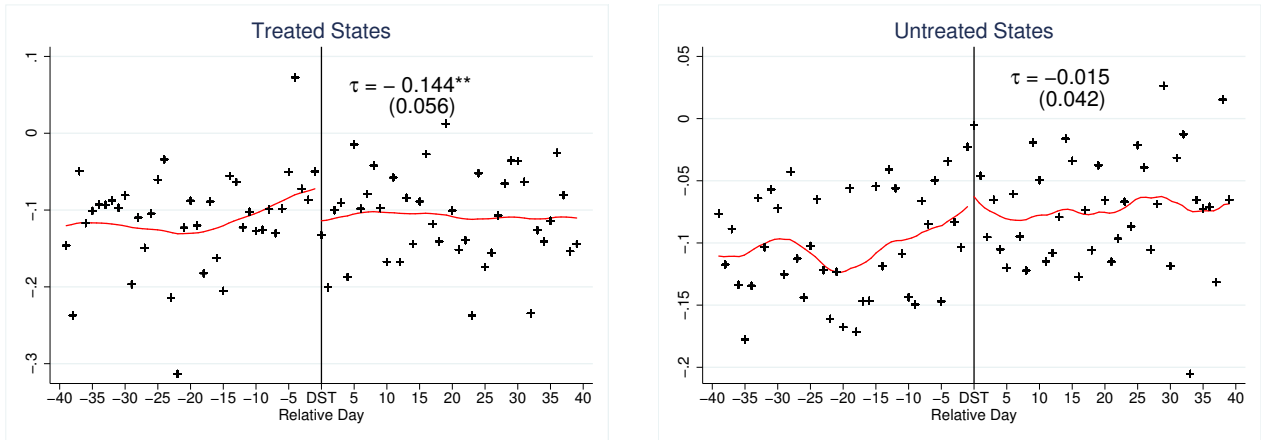 Treated States
τ = − 0.144**
(0.056)
.1
0
−.1
−.2
−.3
−40 −35 −30 −25 −20 −15 −10 −5 DST 5 10 15 20 25 30 35 40
Relative Day
Untreated States
τ = −0.015
(0.042)
.05
0
−.05
−.1
−.15
−.2
−40 −35 −30 −25 −20 −15 −10 −5 DST 5 10 15 20 25 30 35 40
Relative Day